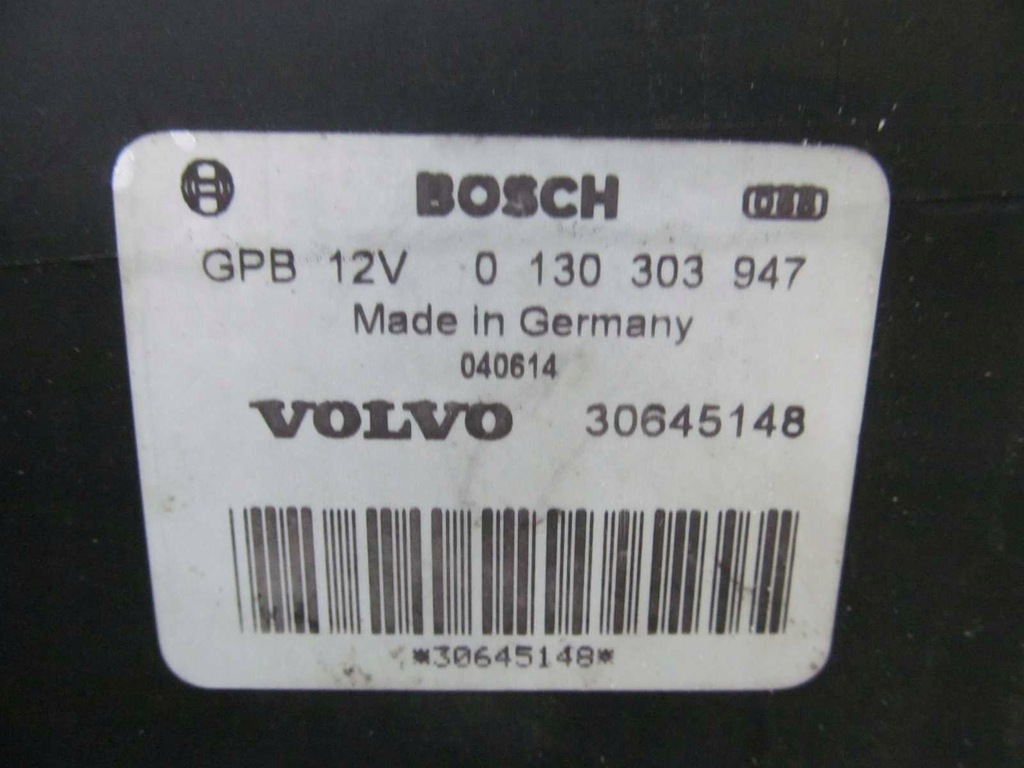 BOSCH
GPB 12V 0 130 303 947
Made in Germany
040614
VOLVO 30645148
*30645148*